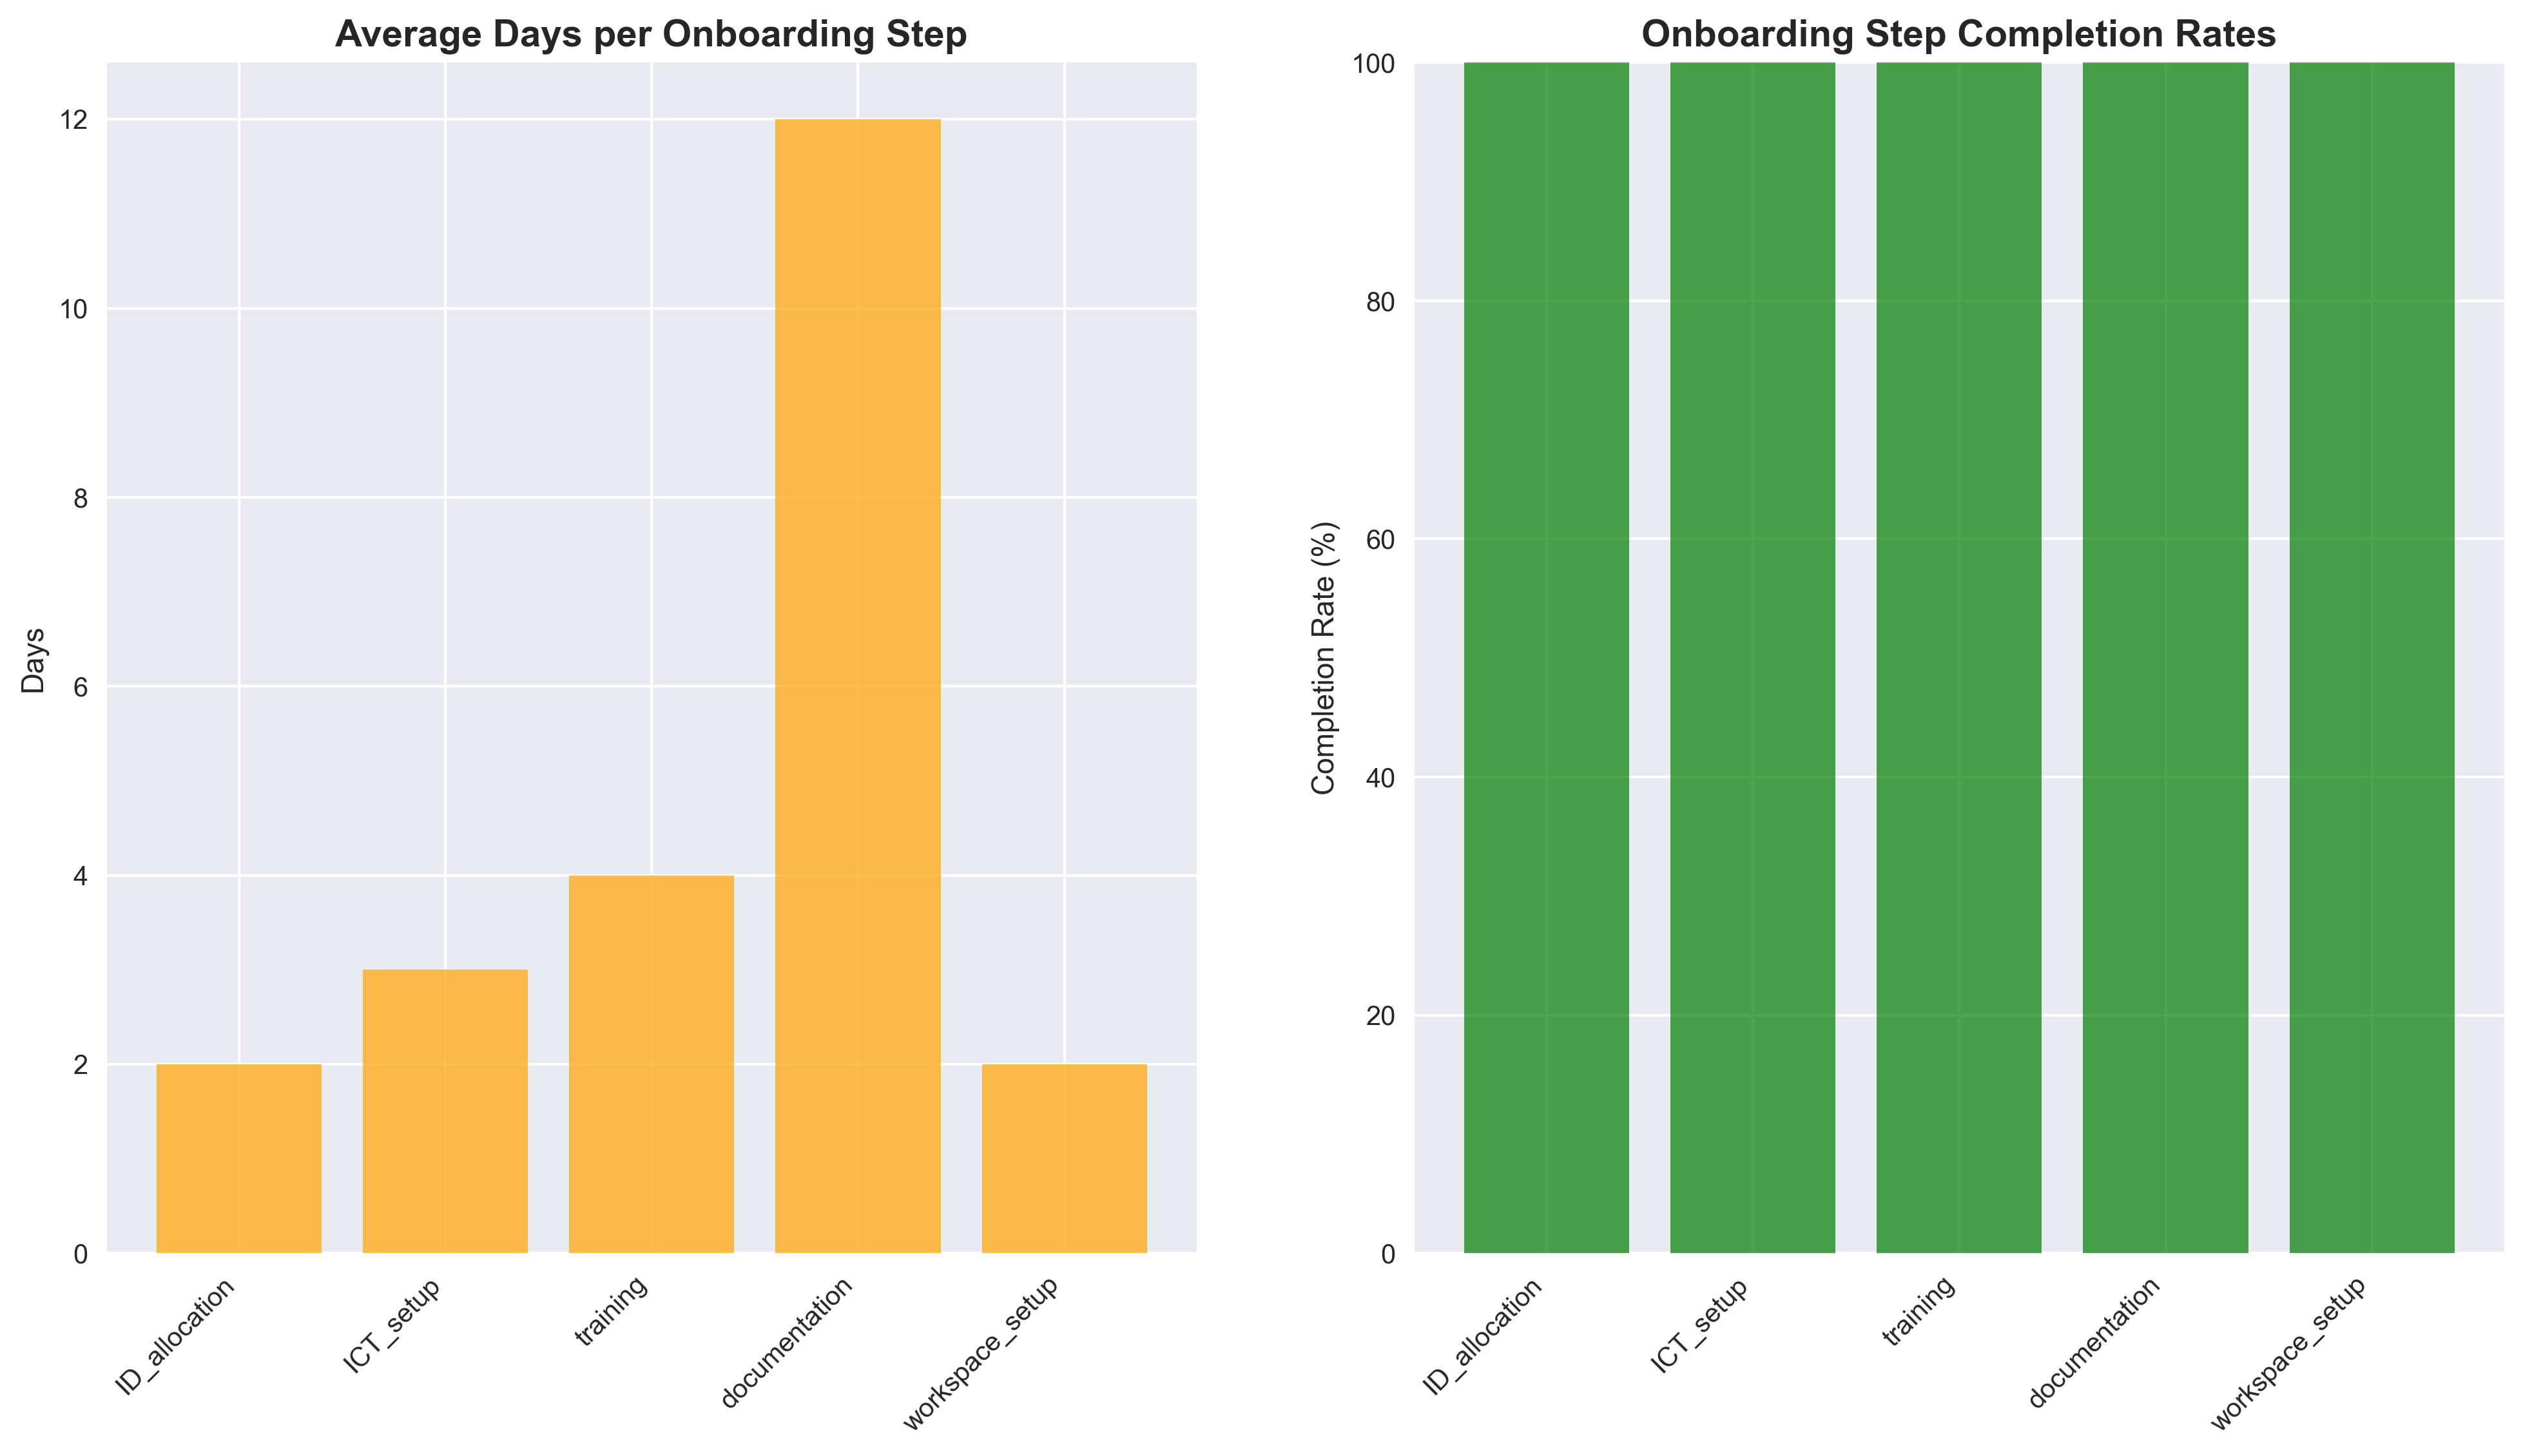 Average Days per Onboarding Step
Days
12
10
8
6
4
2
0
ID_allocation
ICT_setup
training
documentation
workspace_setup
Onboarding Step Completion Rates
Completion Rate (%)
100
80
60
40
20
0
ID_allocation
ICT_setup
training
documentation
workspace_setup